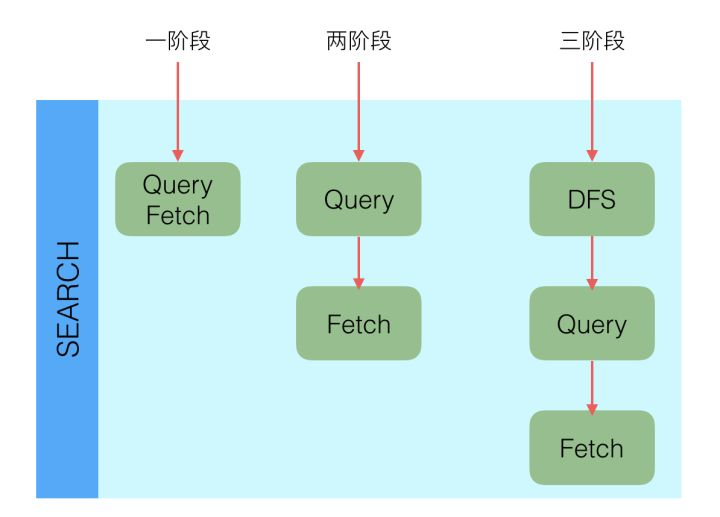 一阶段
两阶段
三阶段
SEARCH
Query
Fetch
Query
Fetch
DFS
Query
Fetch